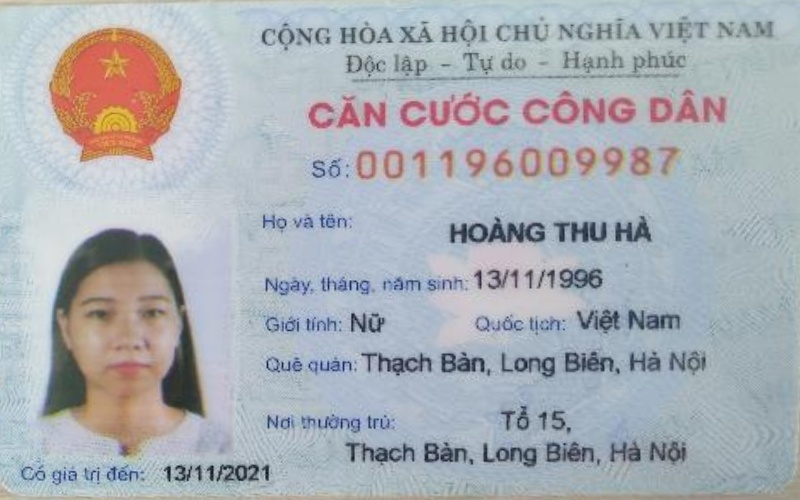 CỘNG HÒA XÃ HỘI CHỦ NGHĨA VIỆT NAM
Độc lập - Tự do - Hạnh phúc
CĂN CƯỚC CÔNG DÂN
Số: 001196009987
Họ và tên: HOÀNG THU HÀ
Ngày, tháng, năm sinh: 13/11/1996
Giới tính: Nữ Quốc tịch: Việt Nam
Quê quán: Thạch Bàn, Long Biên, Hà Nội
Nơi thường trú: Tổ 15,
Thạch Bàn, Long Biên, Hà Nội
Có giá trị đến: 13/11/2021